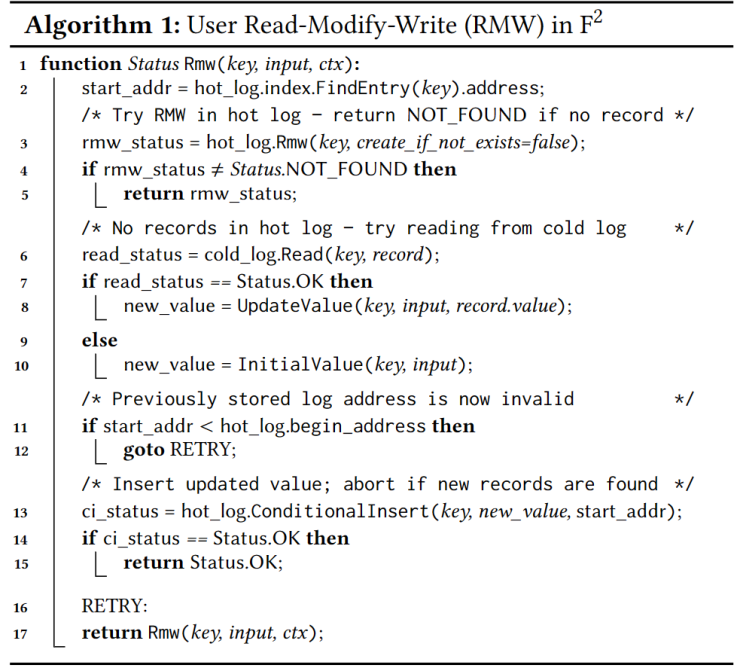 Algorithm 1: User Read-Modify-Write (RMW) in F²
1 function Status Rmw(key, input, ctx):
2 start_addr = hot_log.index.FindEntry(key).address;
/* Try RMW in hot log – return NOT_FOUND if no record */
3 rmw_status = hot_log.Rmw(key, create_if_not_exists=false);
4 if rmw_status ≠ Status.NOT_FOUND then
5 return rmw_status;
/* No records in hot log – try reading from cold log */
6 read_status = cold_log.Read(key, record);
7 if read_status == Status.OK then
8 new_value = UpdateValue(key, input, record.value);
9 else
10 new_value = InitialValue(key, input);
/* Previously stored log address is now invalid */
11 if start_addr < hot_log.begin_address then
12 goto RETRY;
/* Insert updated value; abort if new records are found */
13 ci_status = hot_log.ConditionalInsert(key, new_value, start_addr);
14 if ci_status == Status.OK then
15 return Status.OK;
16 RETRY:
17 return Rmw(key, input, ctx);